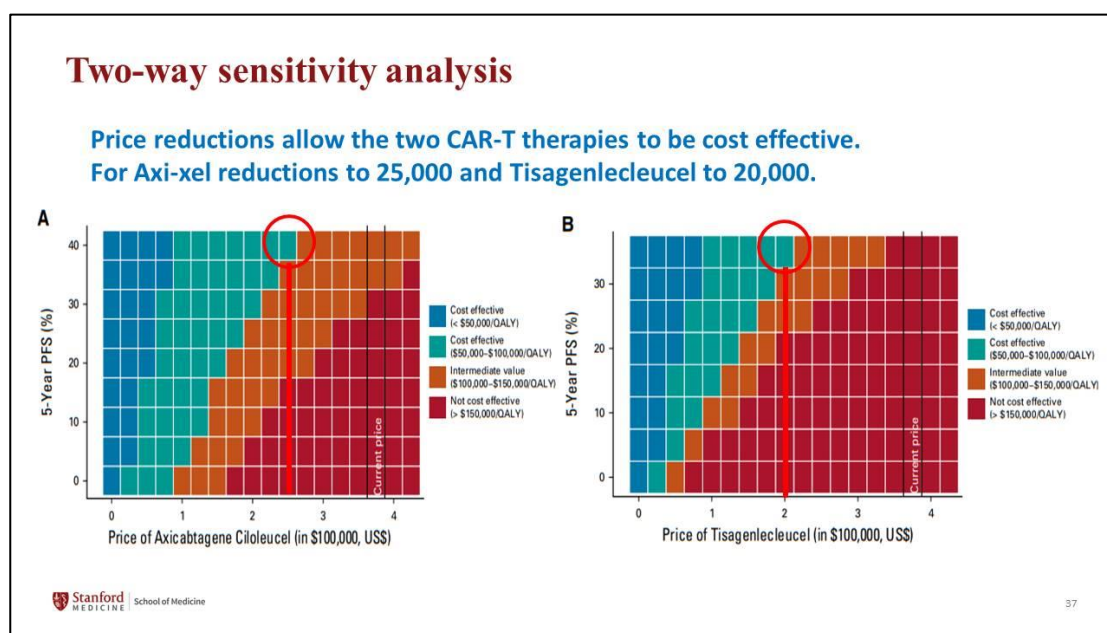 Two-way sensitivity analysis
Price reductions allow the two CAR-T therapies to be cost effective.
For Axi-xel reductions to 25,000 and Tisagenlecleucel to 20,000.
A
40
30
20
10
0
5-Year PFS (%)
0 1 2 3 4
Price of Axicabtagene Ciloleucel (in $100,000, US$)
Current price
Cost effective
(< $50,000/QALY)
Cost effective
($50,000–$100,000/QALY)
Intermediate value
($100,000–$150,000/QALY)
Not cost effective
(> $150,000/QALY)
B
30
20
10
0
5-Year PFS (%)
0 1 2 3 4
Price of Tisagenlecleucel (in $100,000, US$)
Current price
Cost effective
(< $50,000/QALY)
Cost effective
($50,000–$100,000/QALY)
Intermediate value
($100,000–$150,000/QALY)
Not cost effective
(> $150,000/QALY)
Stanford
MEDICINE
School of Medicine
37